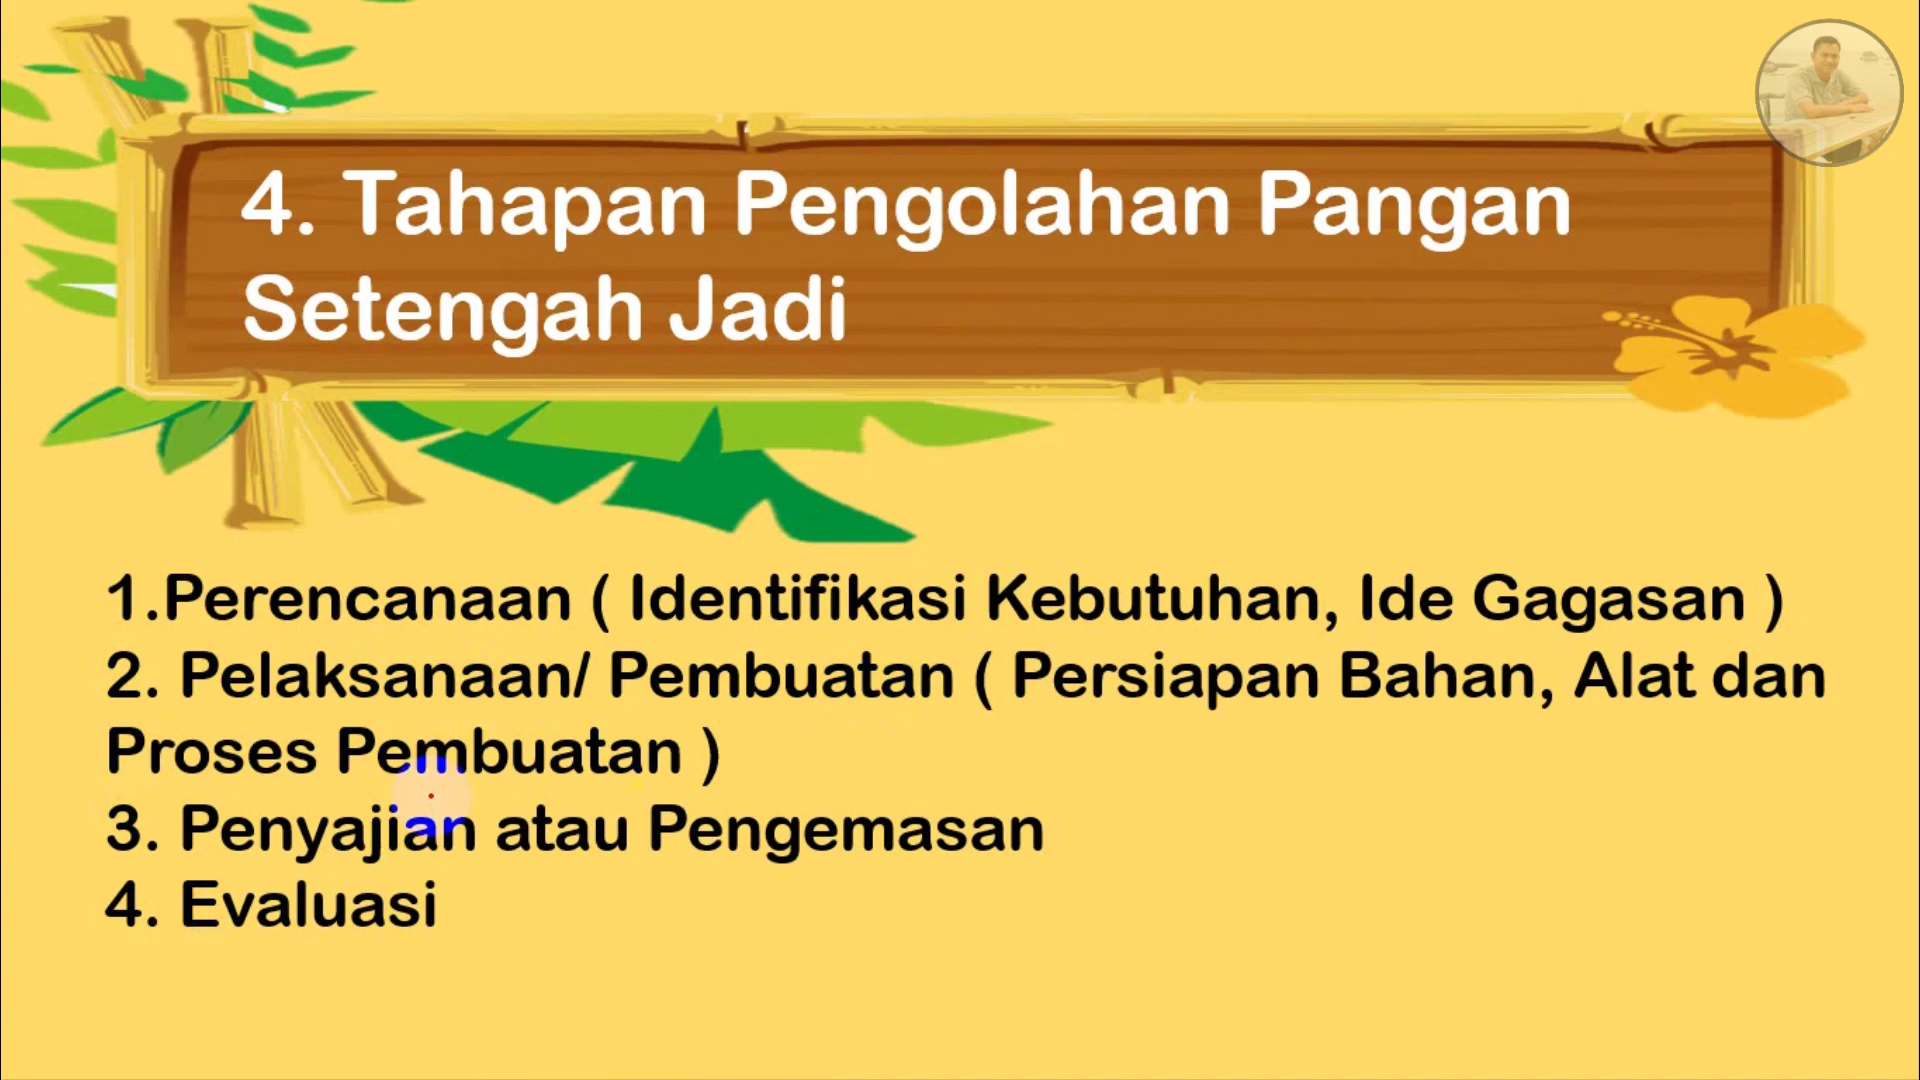 4. Tahapan Pengolahan Pangan
Setengah Jadi
1.Perencanaan ( Identifikasi Kebutuhan, Ide Gagasan )
2. Pelaksanaan/ Pembuatan ( Persiapan Bahan, Alat dan
Proses Pembuatan )
3. Penyajian atau Pengemasan
4. Evaluasi